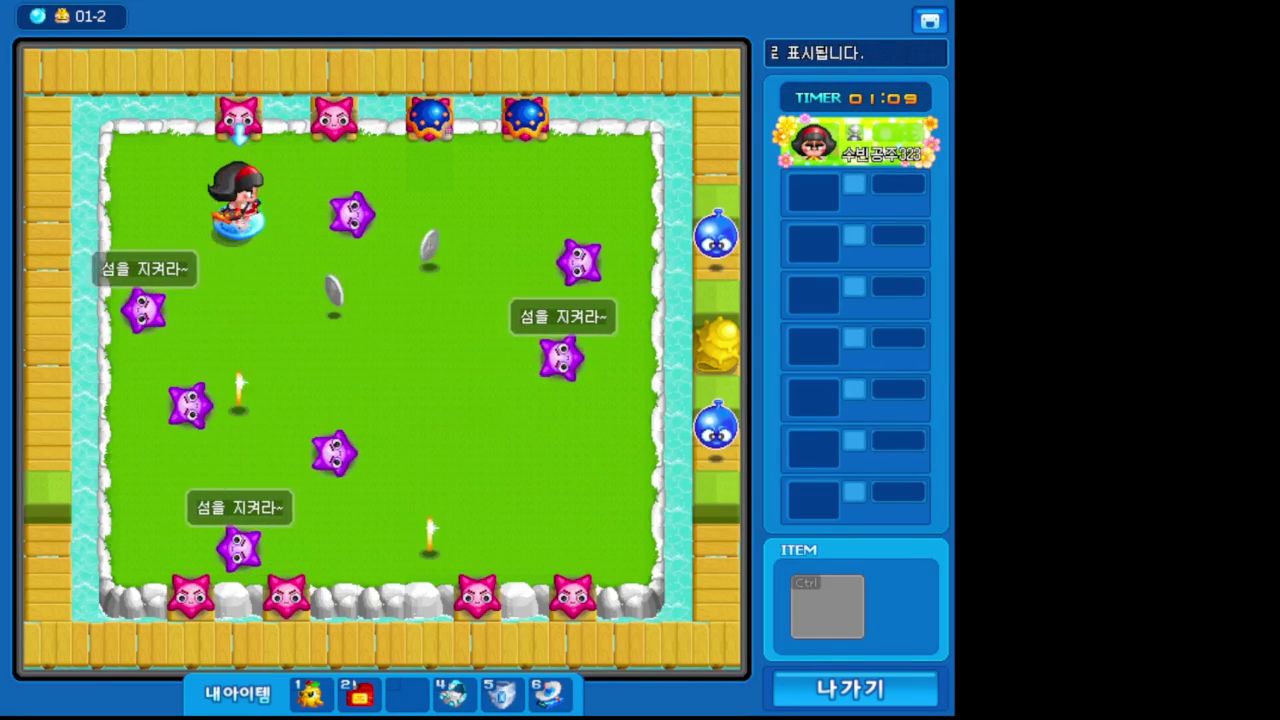 01-2
리 표시됩니다.
TIMER 01:09
수빈공주023
섬을 지켜라~
섬을 지켜라~
섬을 지켜라~
ITEM
Ctrl
나가기
내 아이템
1
2
4
5
6